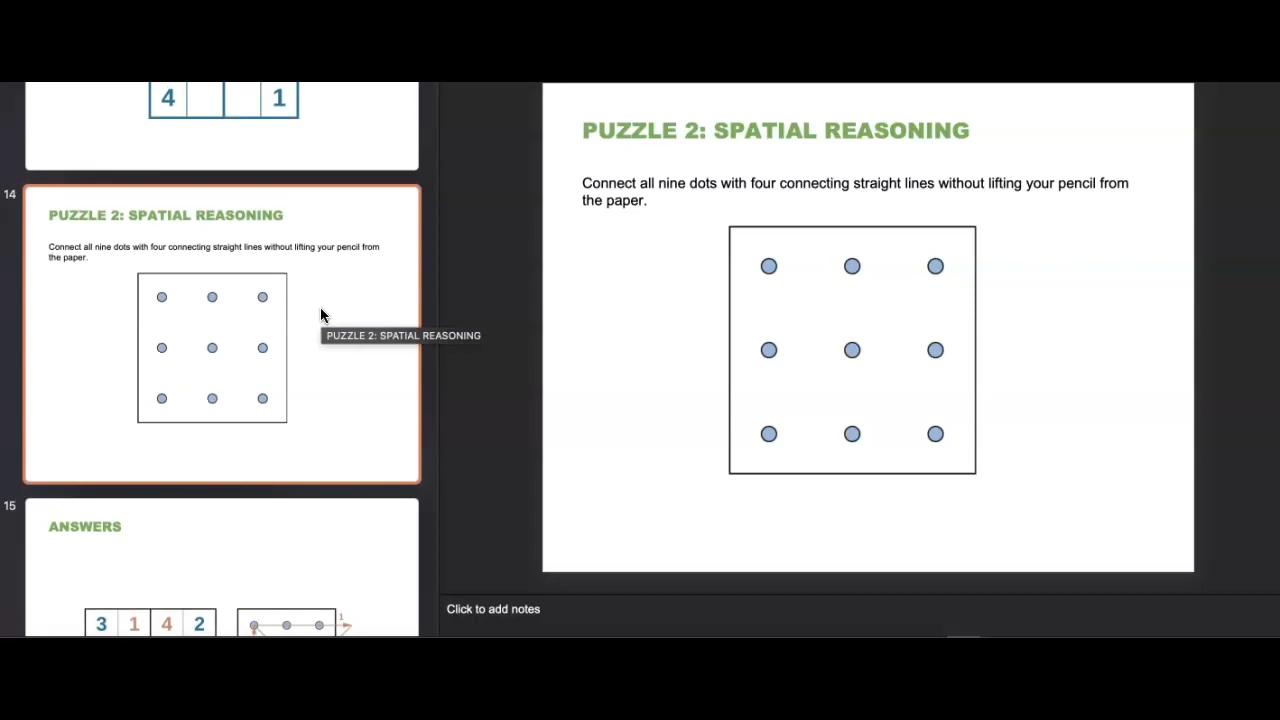 4 1
14
PUZZLE 2: SPATIAL REASONING
Connect all nine dots with four connecting straight lines without lifting your pencil from
the paper.
PUZZLE 2: SPATIAL REASONING
15
ANSWERS
3 1 4 2
1
PUZZLE 2: SPATIAL REASONING
Connect all nine dots with four connecting straight lines without lifting your pencil from
the paper.
Click to add notes